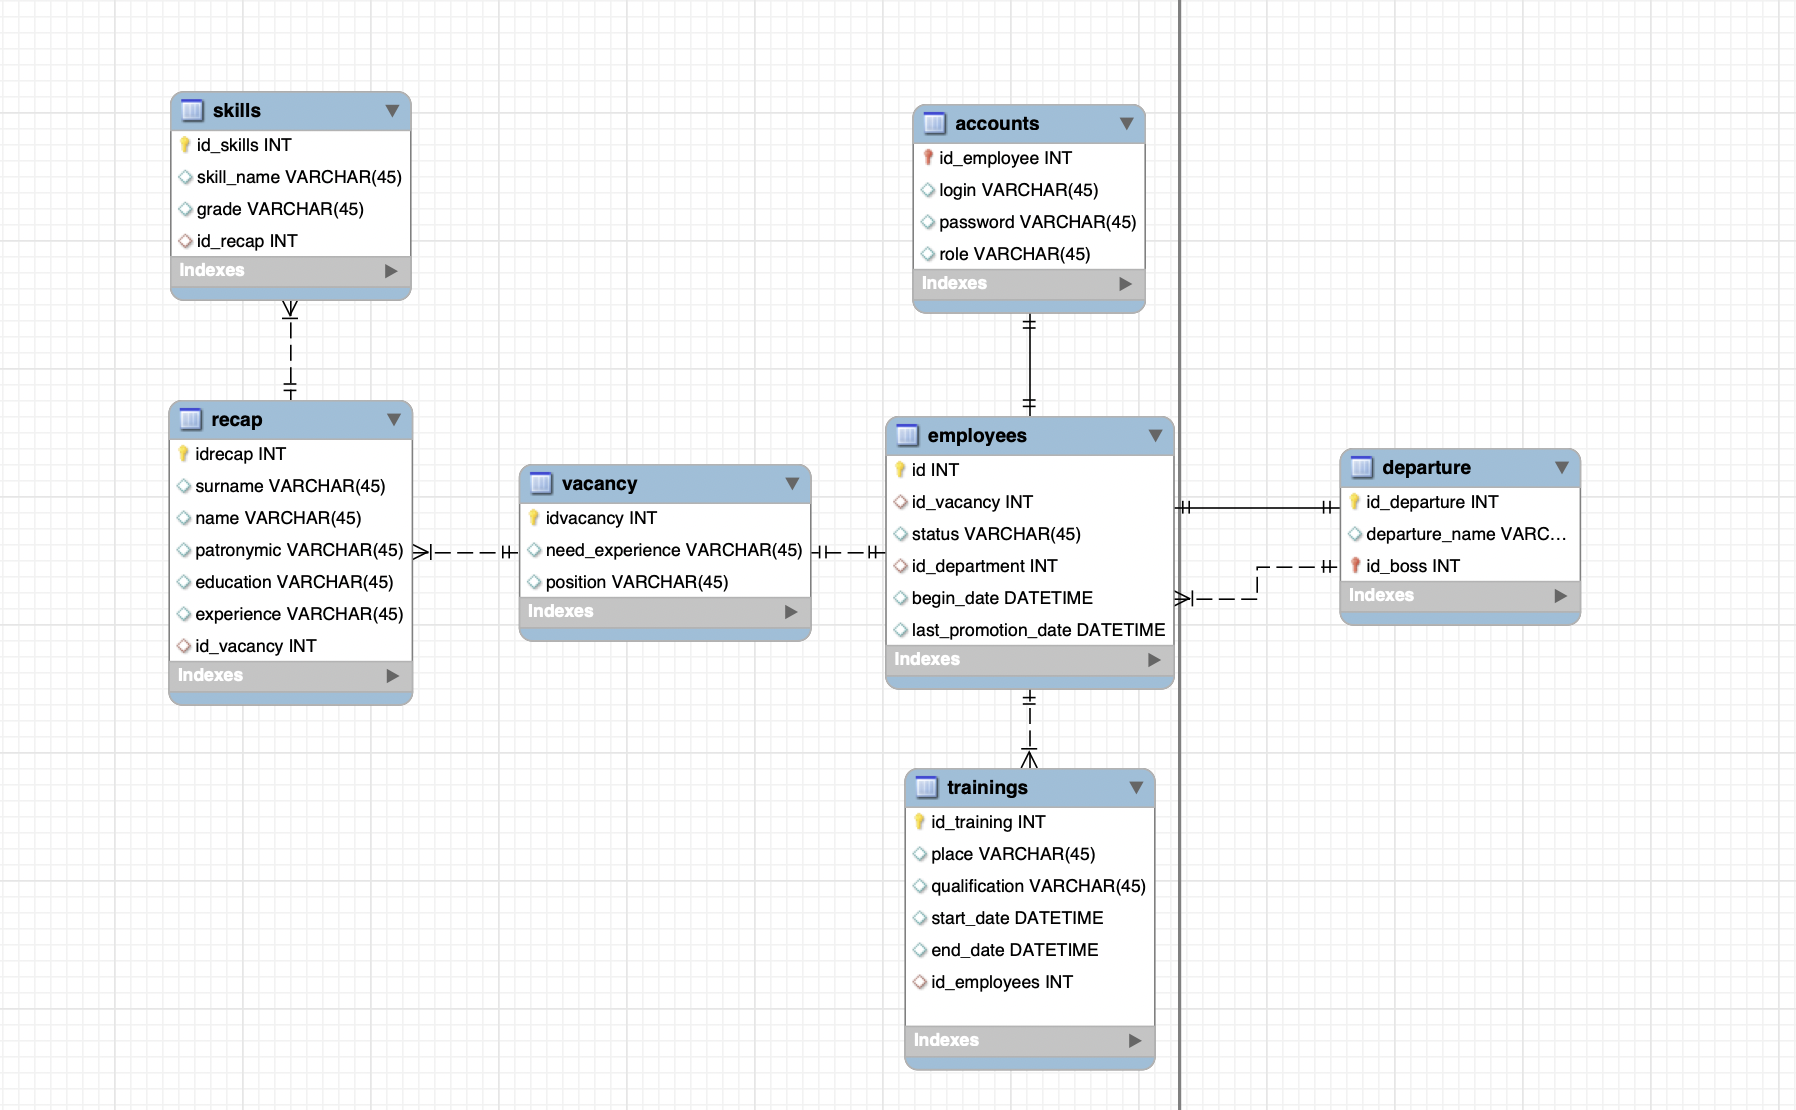 skills
id_skills INT
skill_name VARCHAR(45)
grade VARCHAR(45)
id_recap INT
Indexes
accounts
id_employee INT
login VARCHAR(45)
password VARCHAR(45)
role VARCHAR(45)
Indexes
recap
idrecap INT
surname VARCHAR(45)
name VARCHAR(45)
patronymic VARCHAR(45)
education VARCHAR(45)
experience VARCHAR(45)
id_vacancy INT
Indexes
vacancy
idvacancy INT
need_experience VARCHAR(45)
position VARCHAR(45)
Indexes
employees
id INT
id_vacancy INT
status VARCHAR(45)
id_department INT
begin_date DATETIME
last_promotion_date DATETIME
Indexes
departure
id_departure INT
departure_name VARC...
id_boss INT
Indexes
trainings
id_training INT
place VARCHAR(45)
qualification VARCHAR(45)
start_date DATETIME
end_date DATETIME
id_employees INT
Indexes